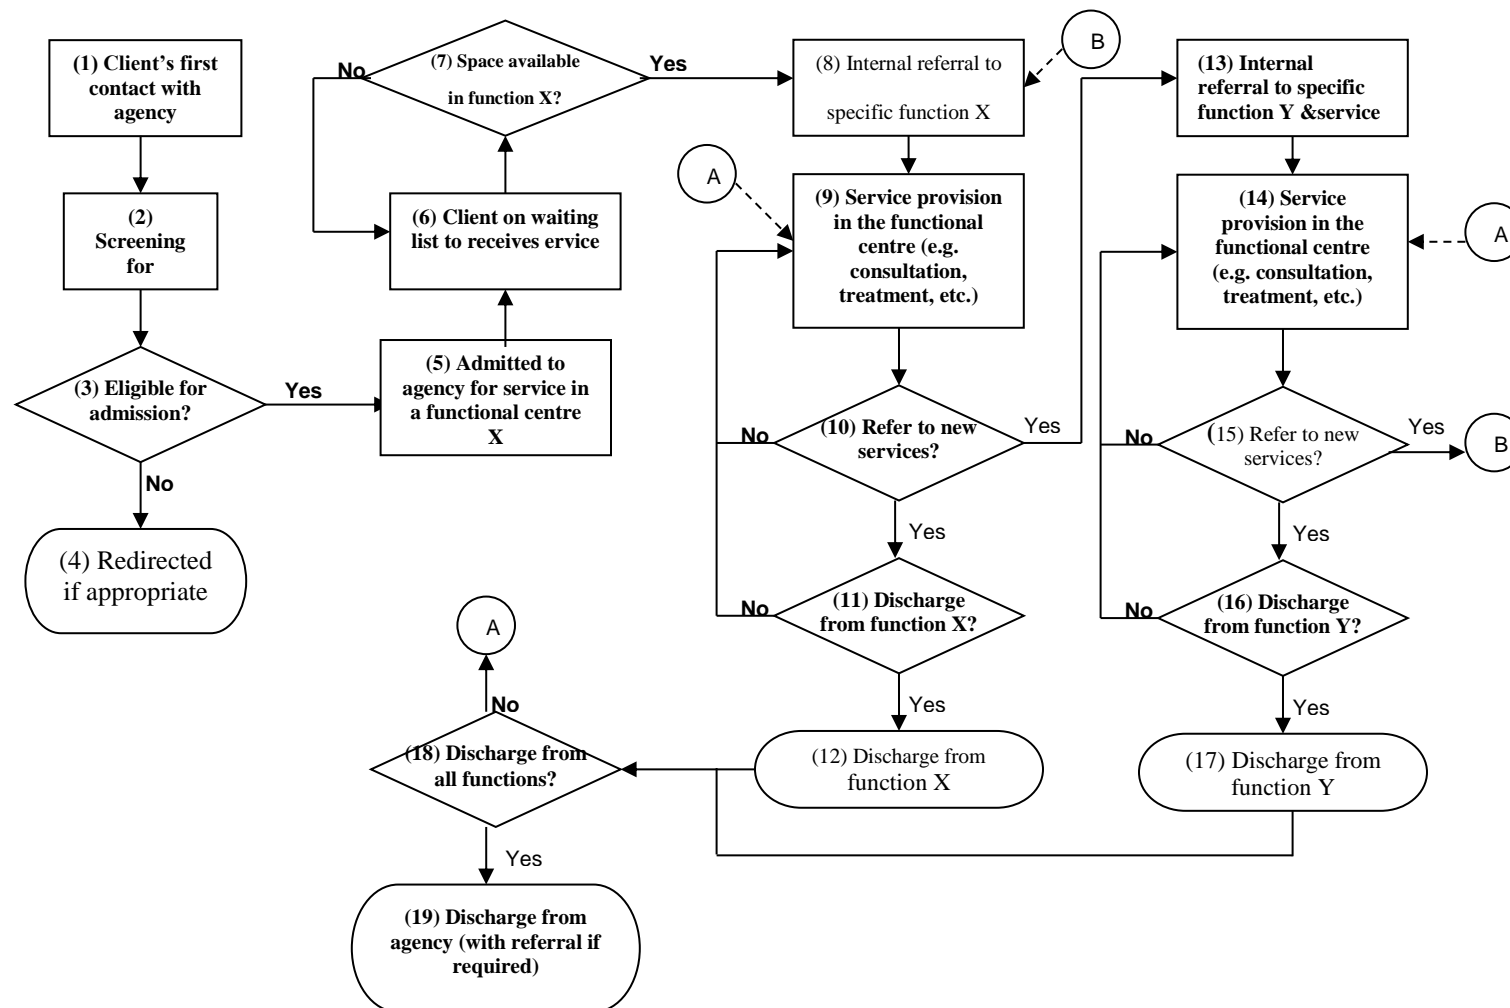 (1) Client's first
contact with
agency
(2)
Screening
for
(3) Eligible for
admission?
Yes
No
(4) Redirected
if appropriate
(5) Admitted to
agency for service in
a functional centre
X
(6) Client on waiting
list to receives ervice
(7) Space available
in function X?
No
Yes
(8) Internal referral to
specific function X
B
A
(9) Service provision
in the functional
centre (e.g.
consultation,
treatment, etc.)
(10) Refer to new
services?
No
Yes
Yes
(11) Discharge
from function X?
No
Yes
(12) Discharge from
function X
(13) Internal
referral to specific
function Y &service
(14) Service
provision in the
functional centre
(e.g. consultation,
treatment, etc.)
A
(15) Refer to new
services?
No
Yes
B
Yes
(16) Discharge
from function Y?
No
Yes
(17) Discharge from
function Y
A
No
(18) Discharge from
all functions?
Yes
(19) Discharge from
agency (with referral if
required)